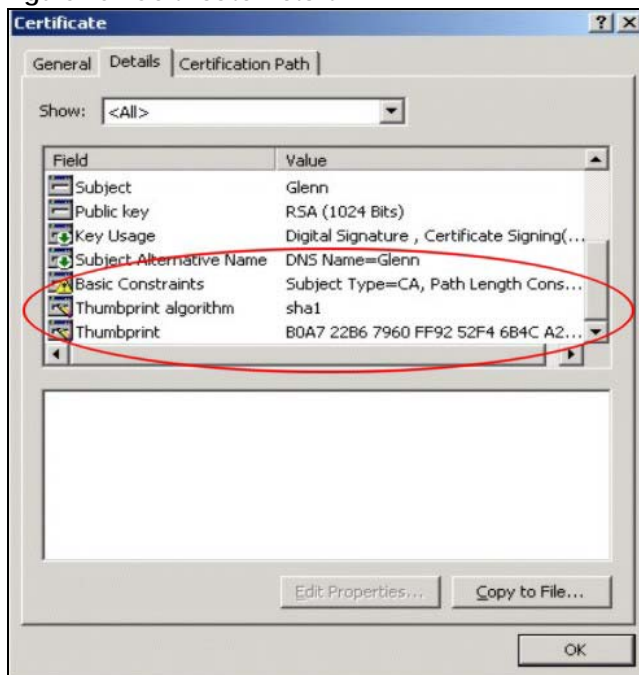 Certificate
General Details Certification Path
Show: <All>
Field Value
Subject Glenn
Public key RSA (1024 Bits)
Key Usage Digital Signature , Certificate Signing(...
Subject Alternative Name DNS Name=Glenn
Basic Constraints Subject Type=CA, Path Length Cons...
Thumbprint algorithm sha1
Thumbprint B0A7 22B6 7960 FF92 52F4 6B4C A2...
Edit Properties... Copy to File...
OK